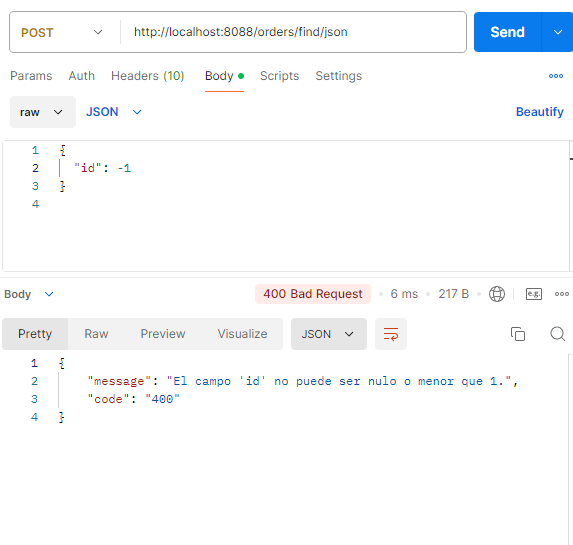 POST http://localhost:8088/orders/find/json Send
Params Auth Headers (10) Body Scripts Settings
raw JSON Beautify
1 {
2 "id": -1
3 }
4
Body 400 Bad Request 6 ms 217 B e.g.
Pretty Raw Preview Visualize JSON
1 {
2 "message": "El campo 'id' no puede ser nulo o menor que 1.",
3 "code": "400"
4 }